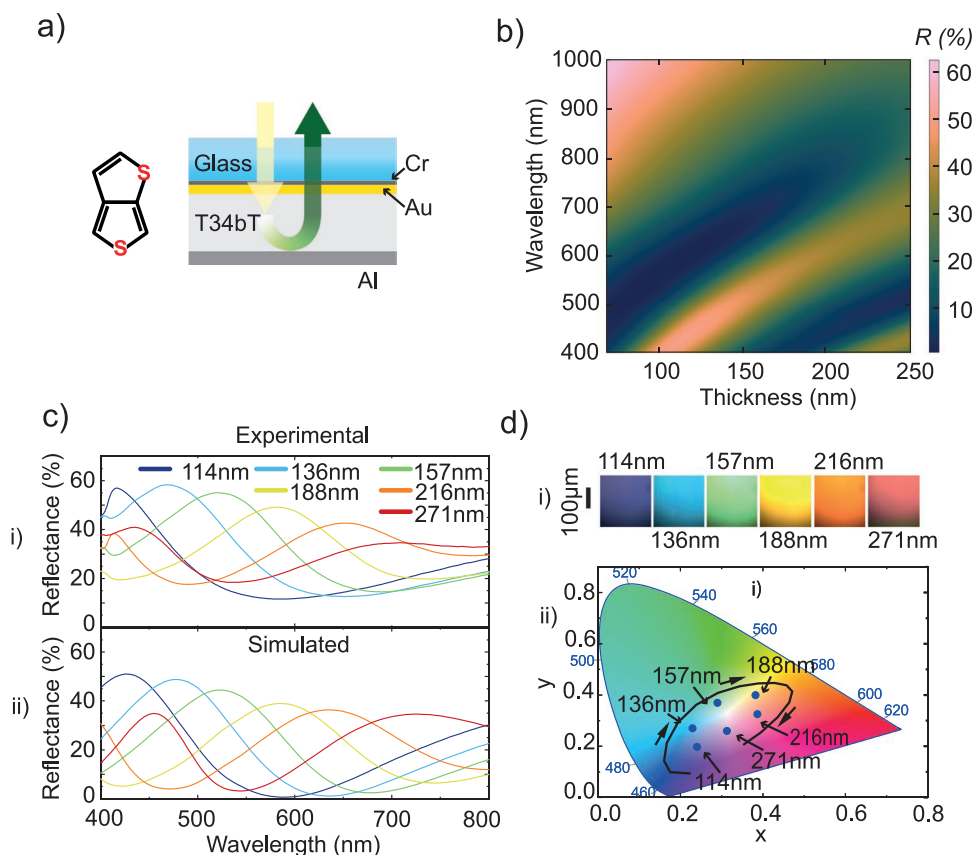 a)
S
S
Glass
T34bT
Cr
Au
Al
b)
R (%)
Wavelength (nm)
1000
900
800
700
600
500
400
100
150
200
250
Thickness (nm)
60
50
40
30
20
10
c)
Experimental
i)
Reflectance (%)
60
40
20
0
114nm
136nm
157nm
188nm
216nm
271nm
Simulated
ii)
Reflectance (%)
60
40
20
0
400
500
600
700
800
Wavelength (nm)
d)
114nm
157nm
216nm
i)
100µm
136nm
188nm
271nm
ii)
i)
y
0.8
0.6
0.4
0.2
0.0
0.0
0.2
0.4
0.6
0.8
x
520
540
560
580
600
620
500
480
460
157nm
188nm
136nm
216nm
271nm
114nm